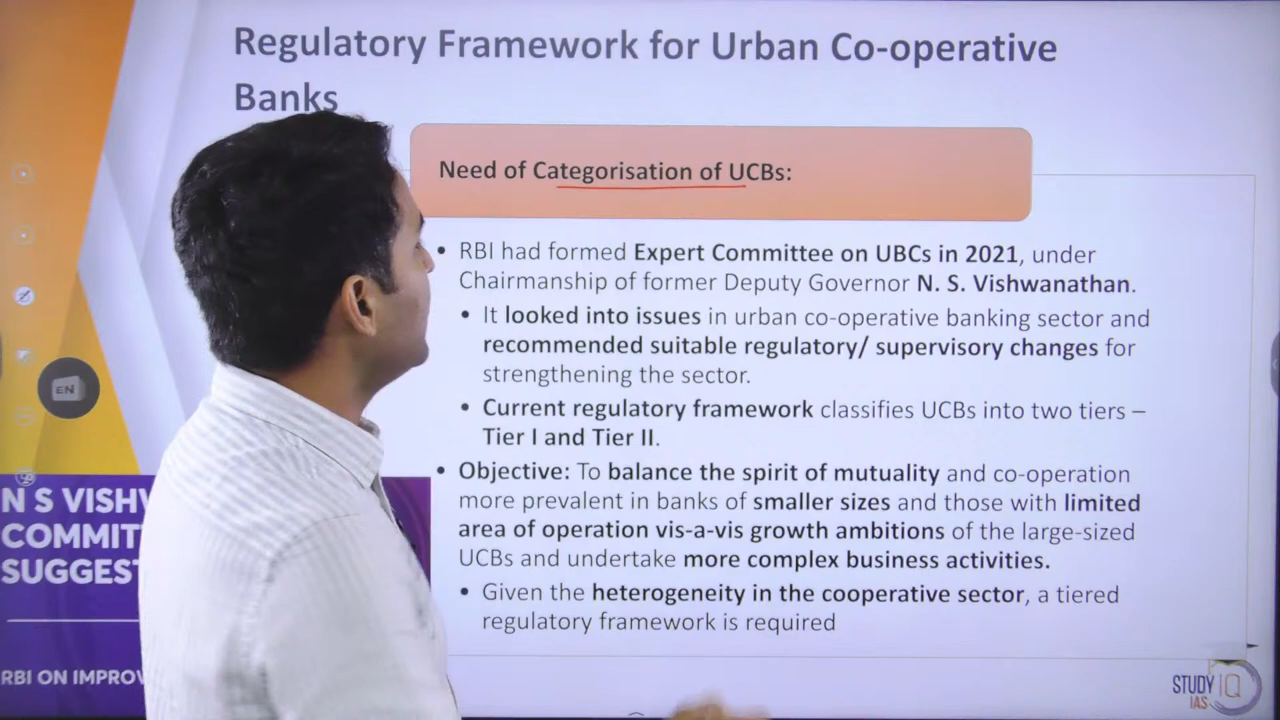 Regulatory Framework for Urban Co-operative
Banks
Need of Categorisation of UCBs:
• RBI had formed Expert Committee on UBCs in 2021, under
Chairmanship of former Deputy Governor N. S. Vishwanathan.
• It looked into issues in urban co-operative banking sector and
recommended suitable regulatory/ supervisory changes for
strengthening the sector.
• Current regulatory framework classifies UCBs into two tiers –
Tier I and Tier II.
• Objective: To balance the spirit of mutuality and co-operation
more prevalent in banks of smaller sizes and those with limited
area of operation vis-a-vis growth ambitions of the large-sized
UCBs and undertake more complex business activities.
• Given the heterogeneity in the cooperative sector, a tiered
regulatory framework is required
EN
N S VISHW
COMMIT
SUGGEST
RBI ON IMPROV
STUDY IQ
IAS